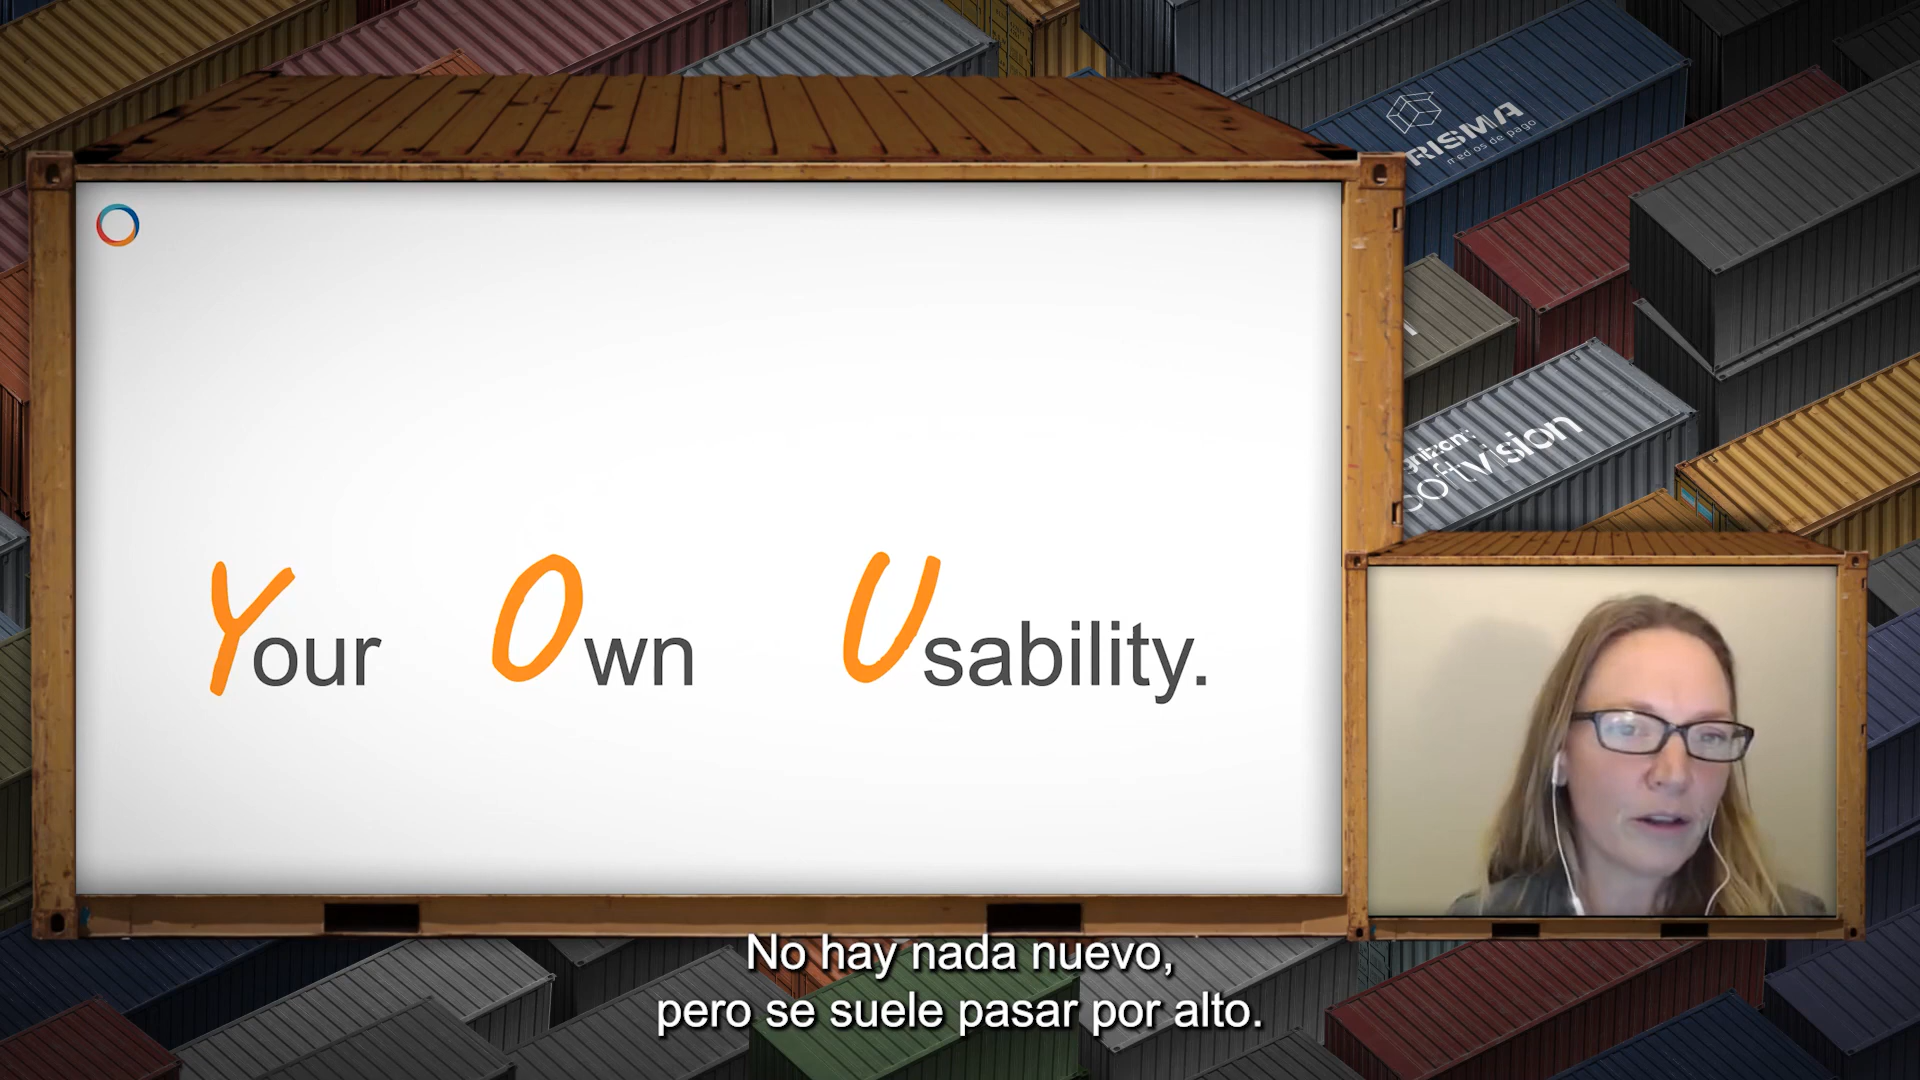 RISMA
medios de pago
softvision
Your Own Usability.
No hay nada nuevo,
pero se suele pasar por alto.